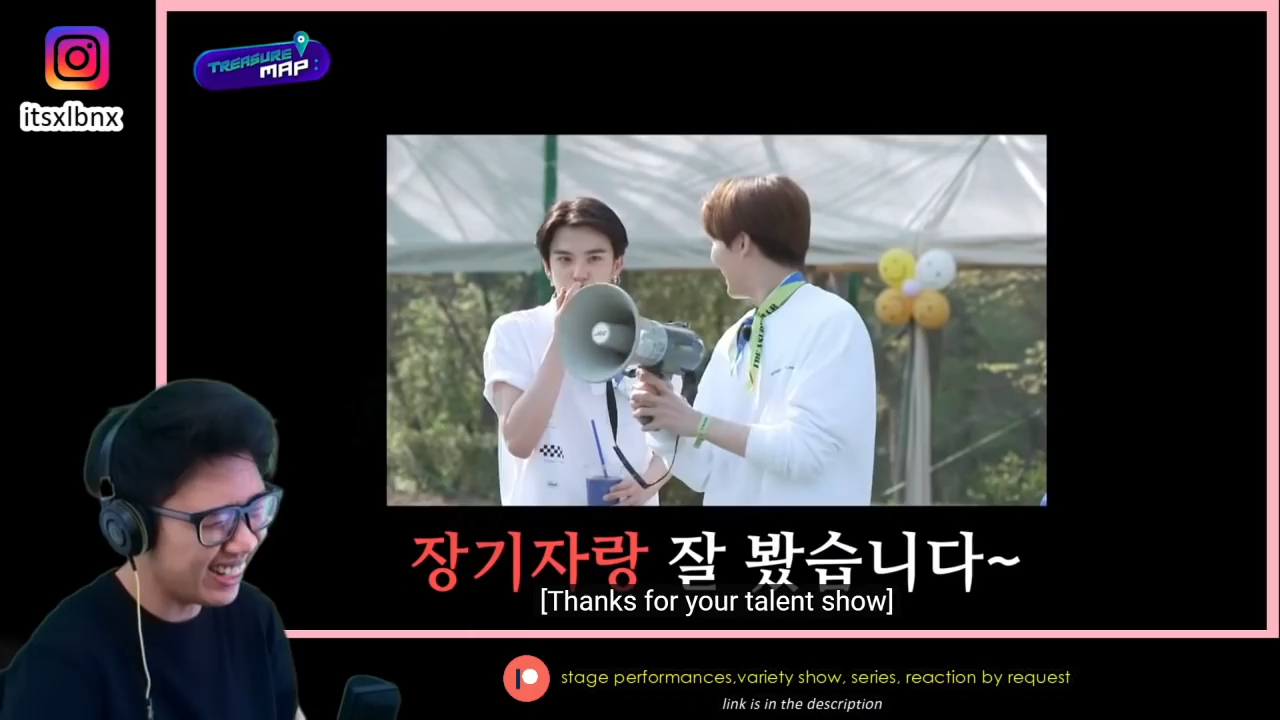 itsxlbnx
TREASURE
MAP
장기자랑 잘 봤습니다~
[Thanks for your talent show]
stage performances,variety show, series, reaction by request
link is in the description